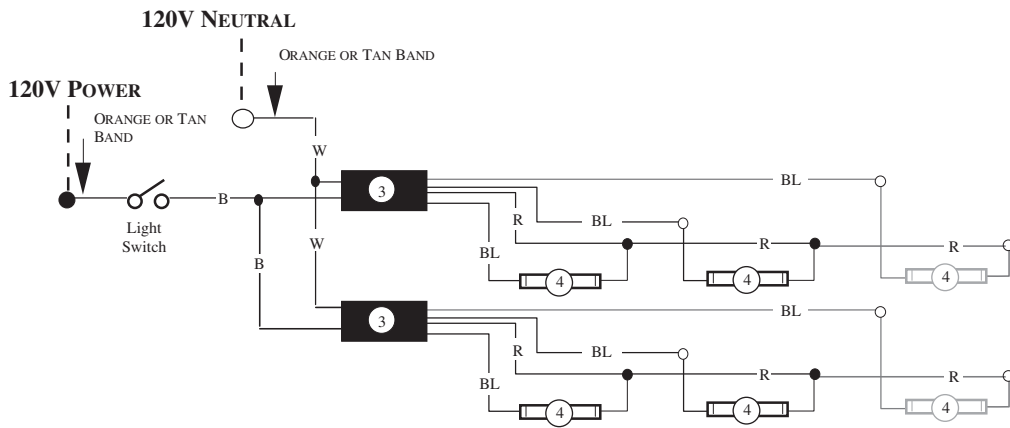 120V NEUTRAL
ORANGE OR TAN BAND
120V POWER
ORANGE OR TAN
BAND
W
3
BL
B
R
BL
Light
Switch
W
R
R
B
BL
4
4
4
3
BL
R
BL
R
R
BL
4
4
4